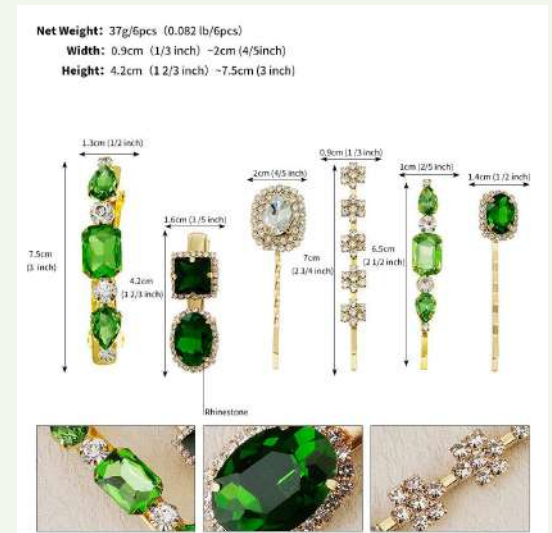 Net Weight: 37g/6pcs (0.082 lb/6pcs)
Width: 0.9cm (1/3 inch) ~2cm (4/5inch)
Height: 4.2cm (1 2/3 inch) ~7.5cm (3 inch)
1.3cm (1/2 inch)
0.9cm (1/3 inch)
2cm (4/5 inch)
1cm (2/5 inch)
1.4cm (1/2 inch)
1.6cm (3/5 inch)
7.5cm
(3 inch)
4.2cm
(1 2/3 inch)
7cm
(2 3/4 inch)
6.5cm
(2 1/2 inch)
Rhinestone